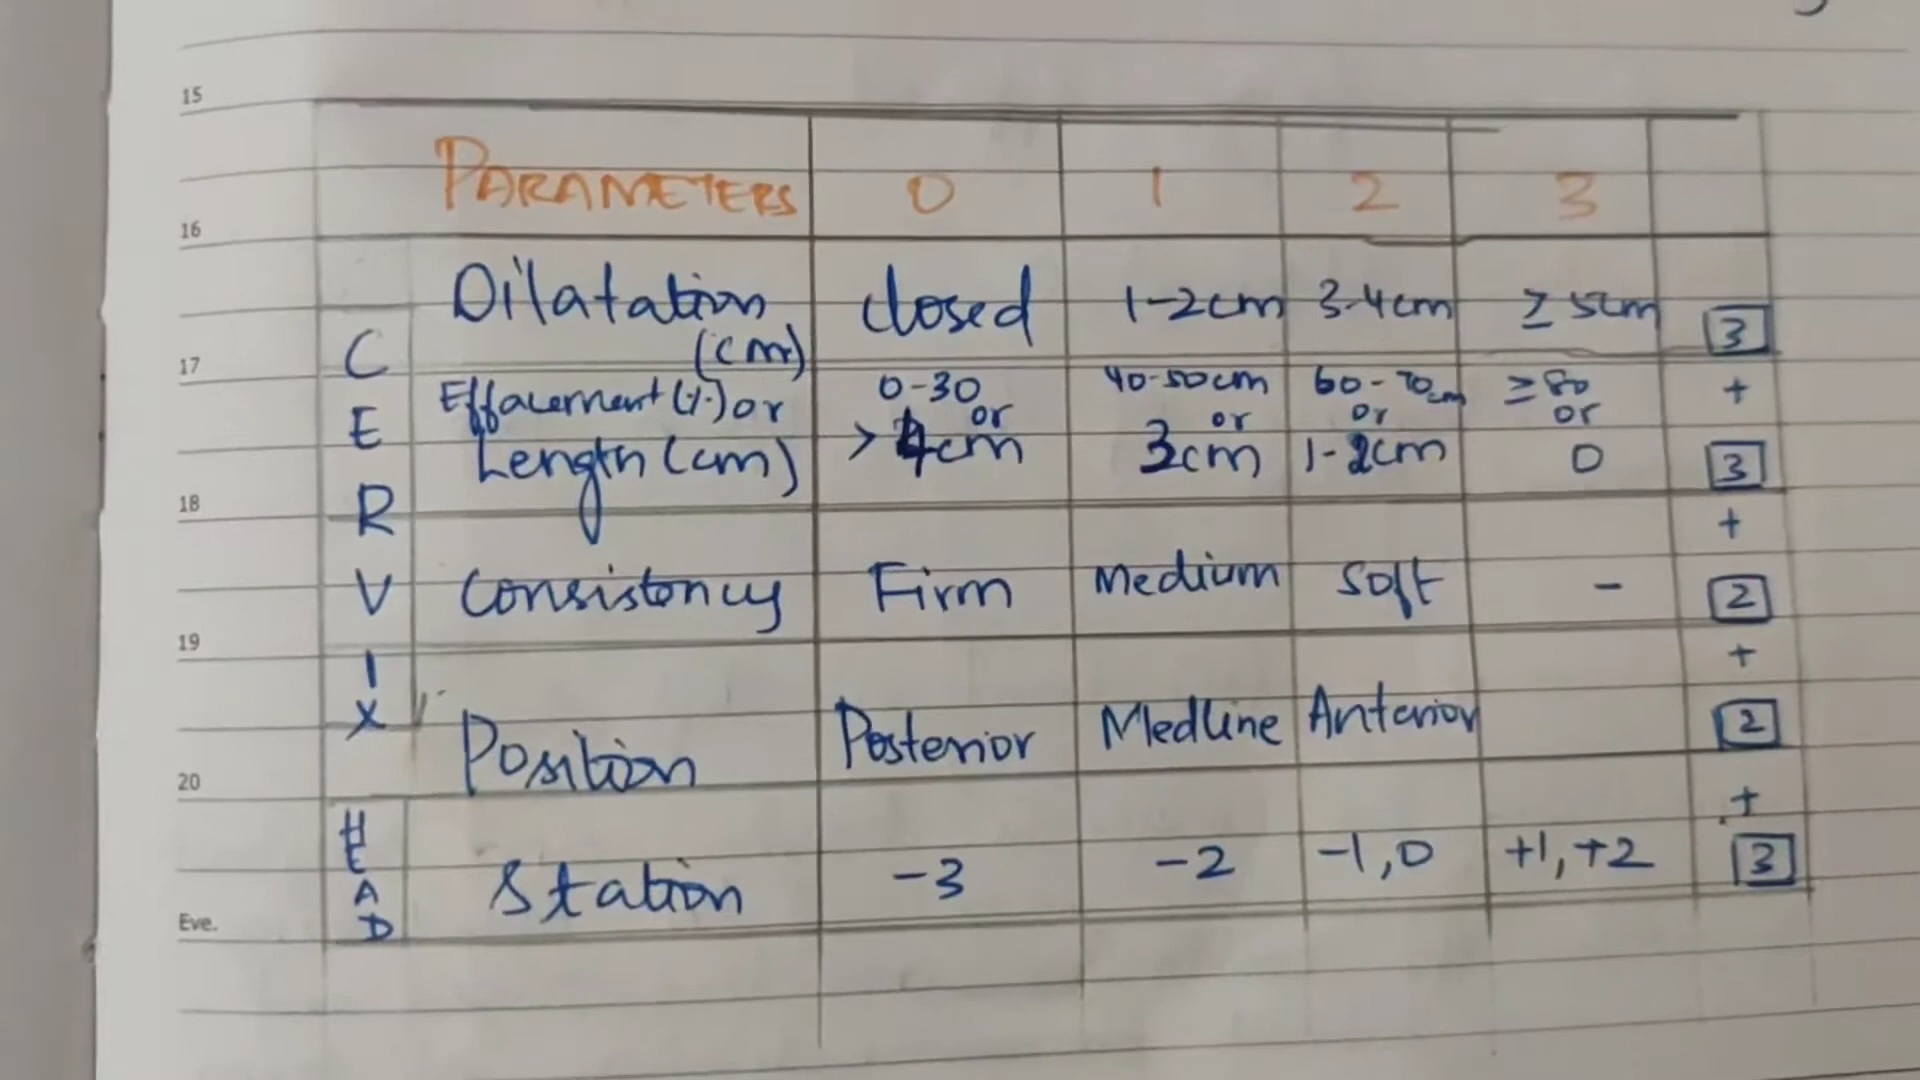 15
PARAMETERS 0 1 2 3
16
Dilatation (cm) closed 1-2cm 3-4cm ≥ 5cm 3
17
Effacement (%) or 0-30 or 40-50cm or 60-70cm or ≥ 80 or +
Length (cm) > 4cm 3cm 1-2cm 0 3
18
+
Consistency Firm Medium Soft - 2
19
+
Position Posterior Medline Anterior 2
20
+
Station -3 -2 -1,0 +1,+2 3
Eve.
CERVIX
HEAD